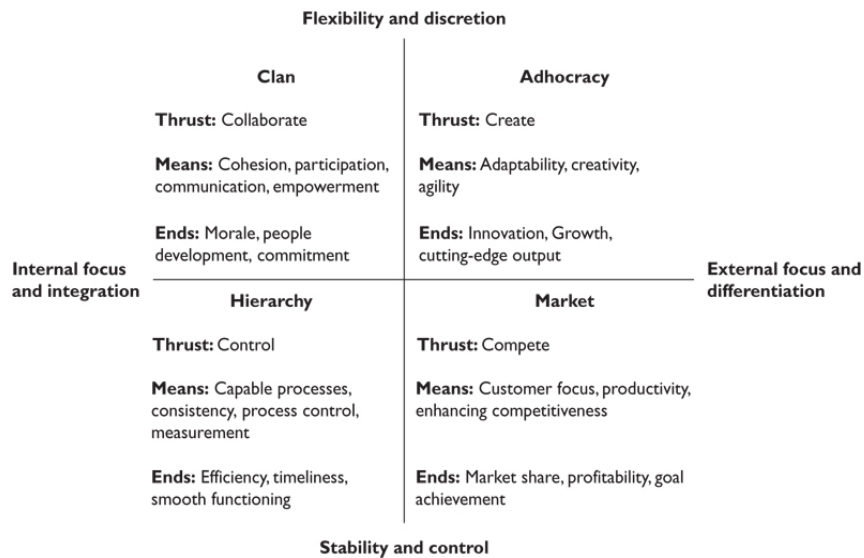 Flexibility and discretion
Clan
Thrust: Collaborate
Means: Cohesion, participation,
communication, empowerment
Ends: Morale, people
development, commitment
Adhocracy
Thrust: Create
Means: Adaptability, creativity,
agility
Ends: Innovation, Growth,
cutting-edge output
Internal focus
and integration
External focus and
differentiation
Hierarchy
Thrust: Control
Means: Capable processes,
consistency, process control,
measurement
Ends: Efficiency, timeliness,
smooth functioning
Market
Thrust: Compete
Means: Customer focus, productivity,
enhancing competitiveness
Ends: Market share, profitability, goal
achievement
Stability and control